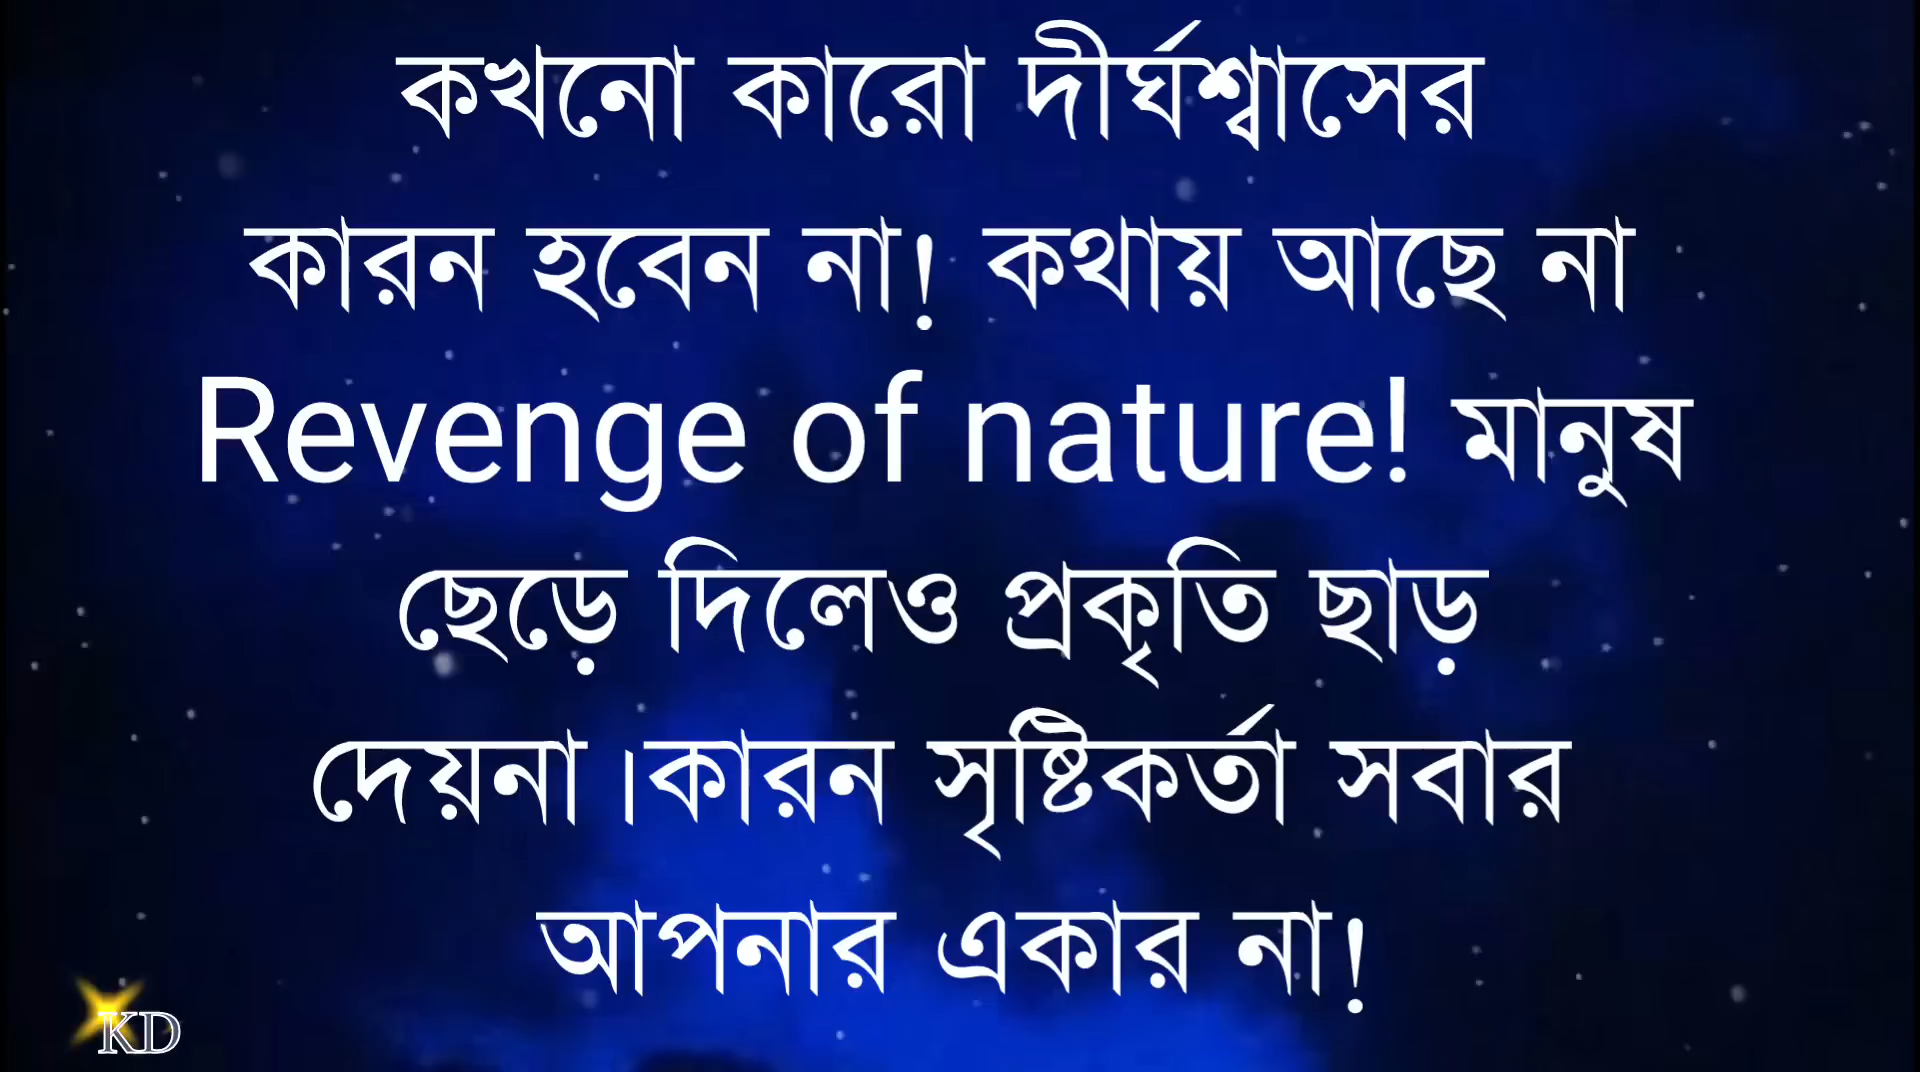 কখনো কারো দীর্ঘশ্বাসের
কারন হবেন না! কথায় আছে না
Revenge of nature! মানুষ
ছেড়ে দিলেও প্রকৃতি ছাড়
দেয়না।কারন সৃষ্টিকর্তা সবার
আপনার একার না!
KD